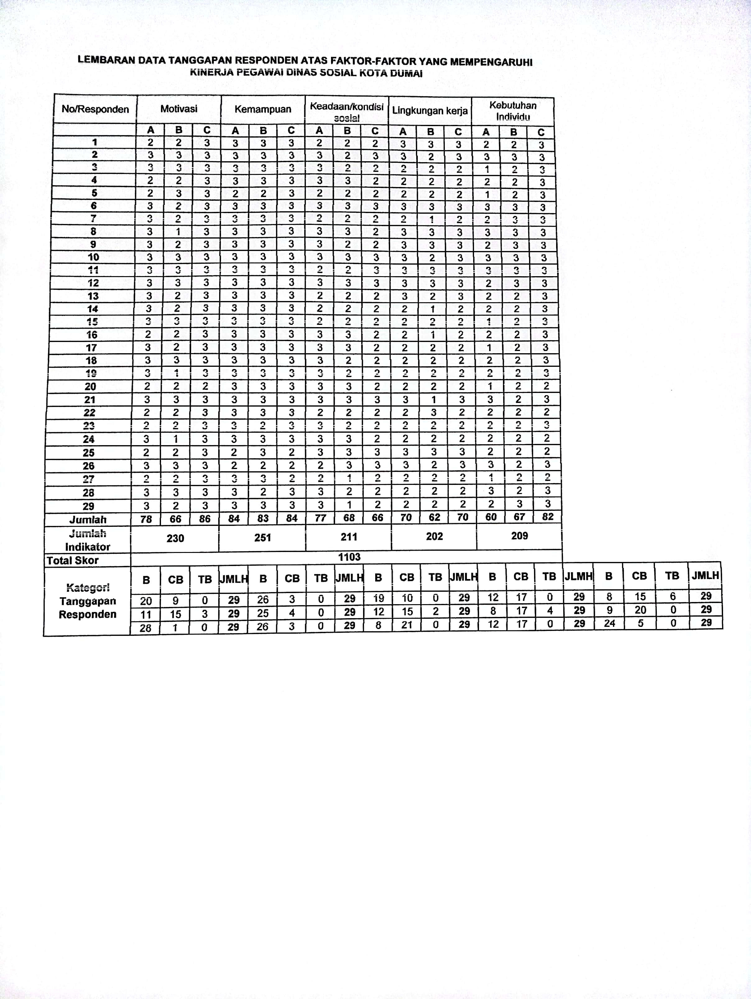 LEMBARAN DATA TANGGAPAN RESPONDEN ATAS FAKTOR-FAKTOR YANG MEMPENGARUHI
KINERJA PEGAWAI DINAS SOSIAL KOTA DUMAI
No/Responden Motivasi Kemampuan Keadaan/kondisi sosial Lingkungan kerja Kebutuhan Individu
A B C A B C A B C A B C A B C
1 2 2 3 3 3 3 2 2 2 3 3 3 2 2 3
2 3 3 3 3 3 3 3 2 3 3 2 3 3 3 3
3 3 3 3 3 3 3 3 2 2 2 2 2 1 2 3
4 2 2 3 3 3 3 3 3 2 2 2 2 2 2 3
5 2 3 3 2 2 3 2 2 2 2 2 2 1 2 3
6 3 2 3 3 3 3 3 3 3 3 3 3 3 3 3
7 3 2 3 3 3 3 2 2 2 2 1 2 2 3 3
8 3 1 3 3 3 3 3 3 2 3 3 3 3 3 3
9 3 2 3 3 3 3 3 2 2 3 3 3 2 3 3
10 3 3 3 3 3 3 3 3 3 3 2 3 3 3 3
11 3 3 3 3 3 3 2 2 3 3 3 3 3 3 3
12 3 3 3 3 3 3 3 3 3 3 3 3 2 3 3
13 3 2 3 3 3 3 2 2 2 3 2 3 2 2 3
14 3 2 3 3 3 3 2 2 2 2 1 2 2 2 3
15 3 3 3 3 3 3 2 2 2 2 2 2 1 2 3
16 2 2 3 3 3 3 3 3 2 2 1 2 2 2 3
17 3 2 3 3 3 3 3 3 2 2 2 2 1 2 3
18 3 3 3 3 3 3 3 2 2 2 2 2 2 2 3
19 3 1 3 3 3 3 3 2 2 2 2 2 2 2 3
20 2 2 2 3 3 3 3 3 2 2 2 2 1 2 2
21 3 3 3 3 3 3 3 3 3 3 1 3 3 2 3
22 2 2 3 3 3 3 2 2 2 2 3 2 2 2 2
23 2 2 3 3 2 3 3 2 2 2 2 2 2 2 3
24 3 1 3 3 3 3 3 3 2 2 2 2 2 2 2
25 2 2 3 2 3 2 3 3 3 3 3 3 2 2 2
26 3 3 3 2 2 2 2 3 3 3 2 3 3 2 3
27 2 2 3 3 3 2 2 1 2 2 2 2 1 2 2
28 3 3 3 3 2 3 3 2 2 2 2 2 3 2 3
29 3 2 3 3 3 3 3 1 2 2 2 2 2 3 3
Jumlah 78 66 86 84 83 84 77 68 66 70 62 70 60 67 82
Jumlah Indikator 230 251 211 202 209
Total Skor 1103
Kategori Tanggapan Responden B CB TB JMLH B CB TB JMLH B CB TB JMLH B CB TB JLMH B CB TB JMLH
20 9 0 29 26 3 0 29 19 10 0 29 12 17 0 29 8 15 6 29
11 15 3 29 25 4 0 29 12 15 2 29 8 17 4 29 9 20 0 29
28 1 0 29 26 3 0 29 8 21 0 29 12 17 0 29 24 5 0 29